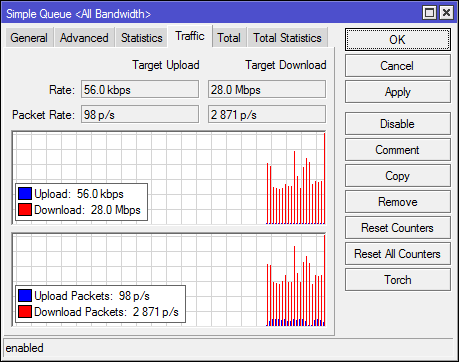 Simple Queue <All Bandwidth>
General Advanced Statistics Traffic Total Total Statistics
Target Upload Target Download
Rate: 56.0 kbps 28.0 Mbps
Packet Rate: 98 p/s 2 871 p/s
Upload: 56.0 kbps
Download: 28.0 Mbps
Upload Packets: 98 p/s
Download Packets: 2 871 p/s
OK
Cancel
Apply
Disable
Comment
Copy
Remove
Reset Counters
Reset All Counters
Torch
enabled